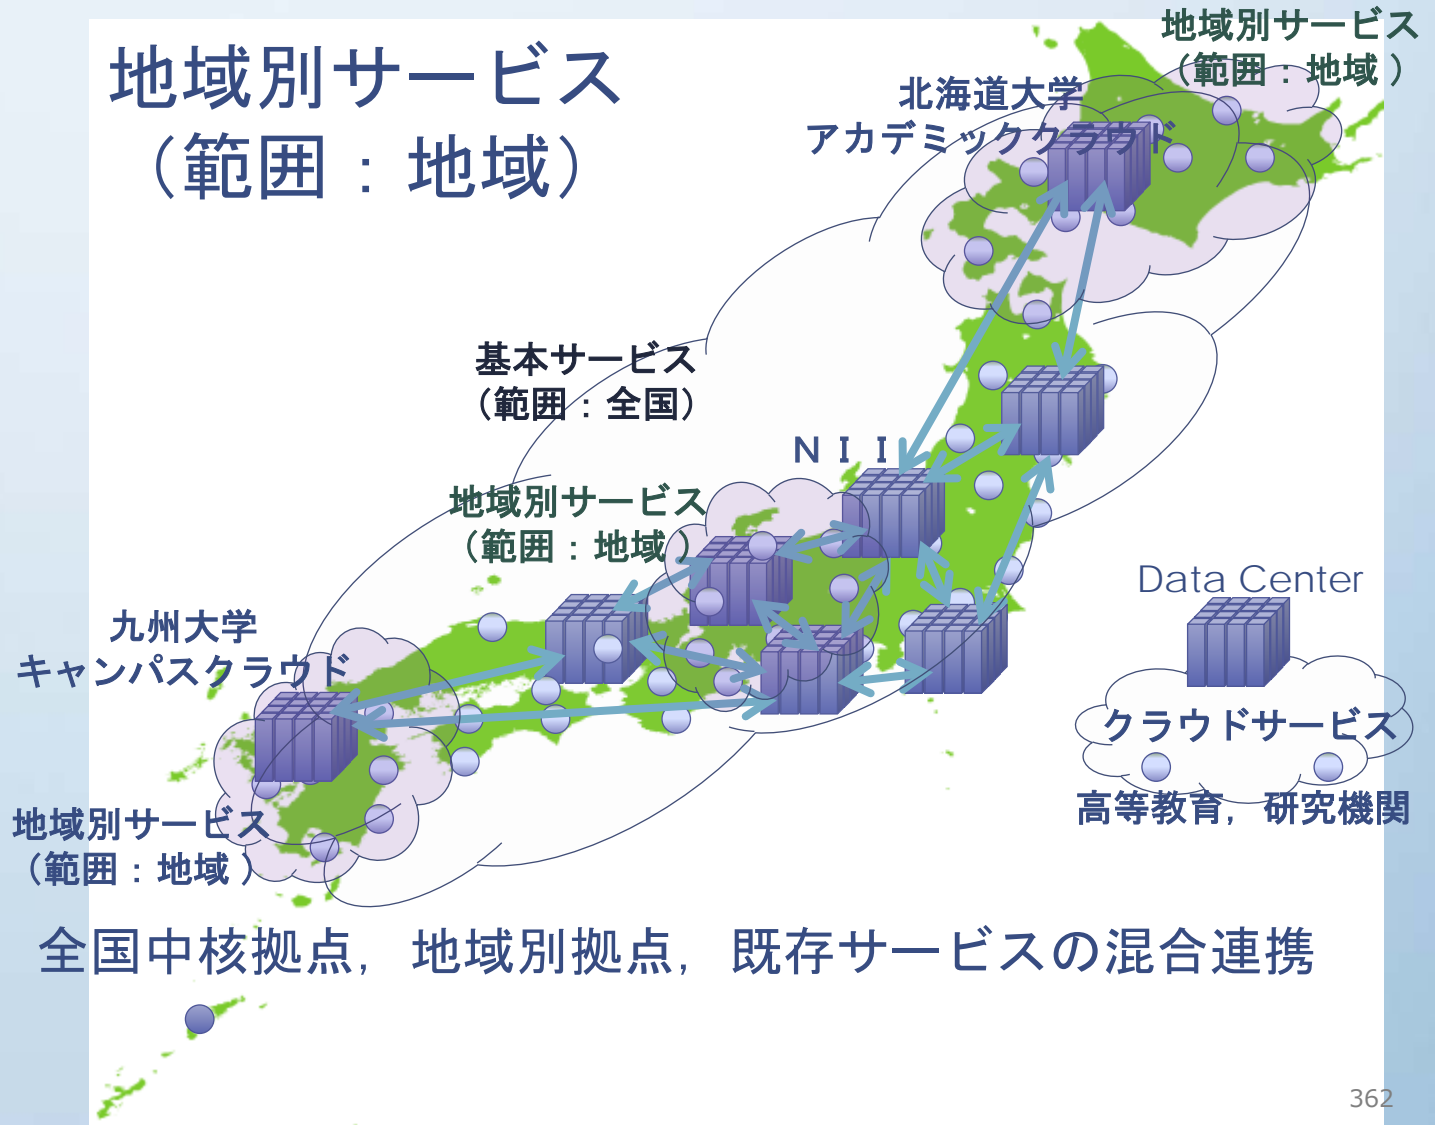 地域別サービス
（範囲：地域）
地域別サービス
（範囲：地域 ）
北海道大学
アカデミッククラウド
基本サービス
（範囲：全国）
ＮＩＩ
地域別サービス
（範囲：地域 ）
Data Center
九州大学
キャンパスクラウド
クラウドサービス
高等教育，研究機関
地域別サービス
（範囲：地域 ）
全国中核拠点，地域別拠点，既存サービスの混合連携
362